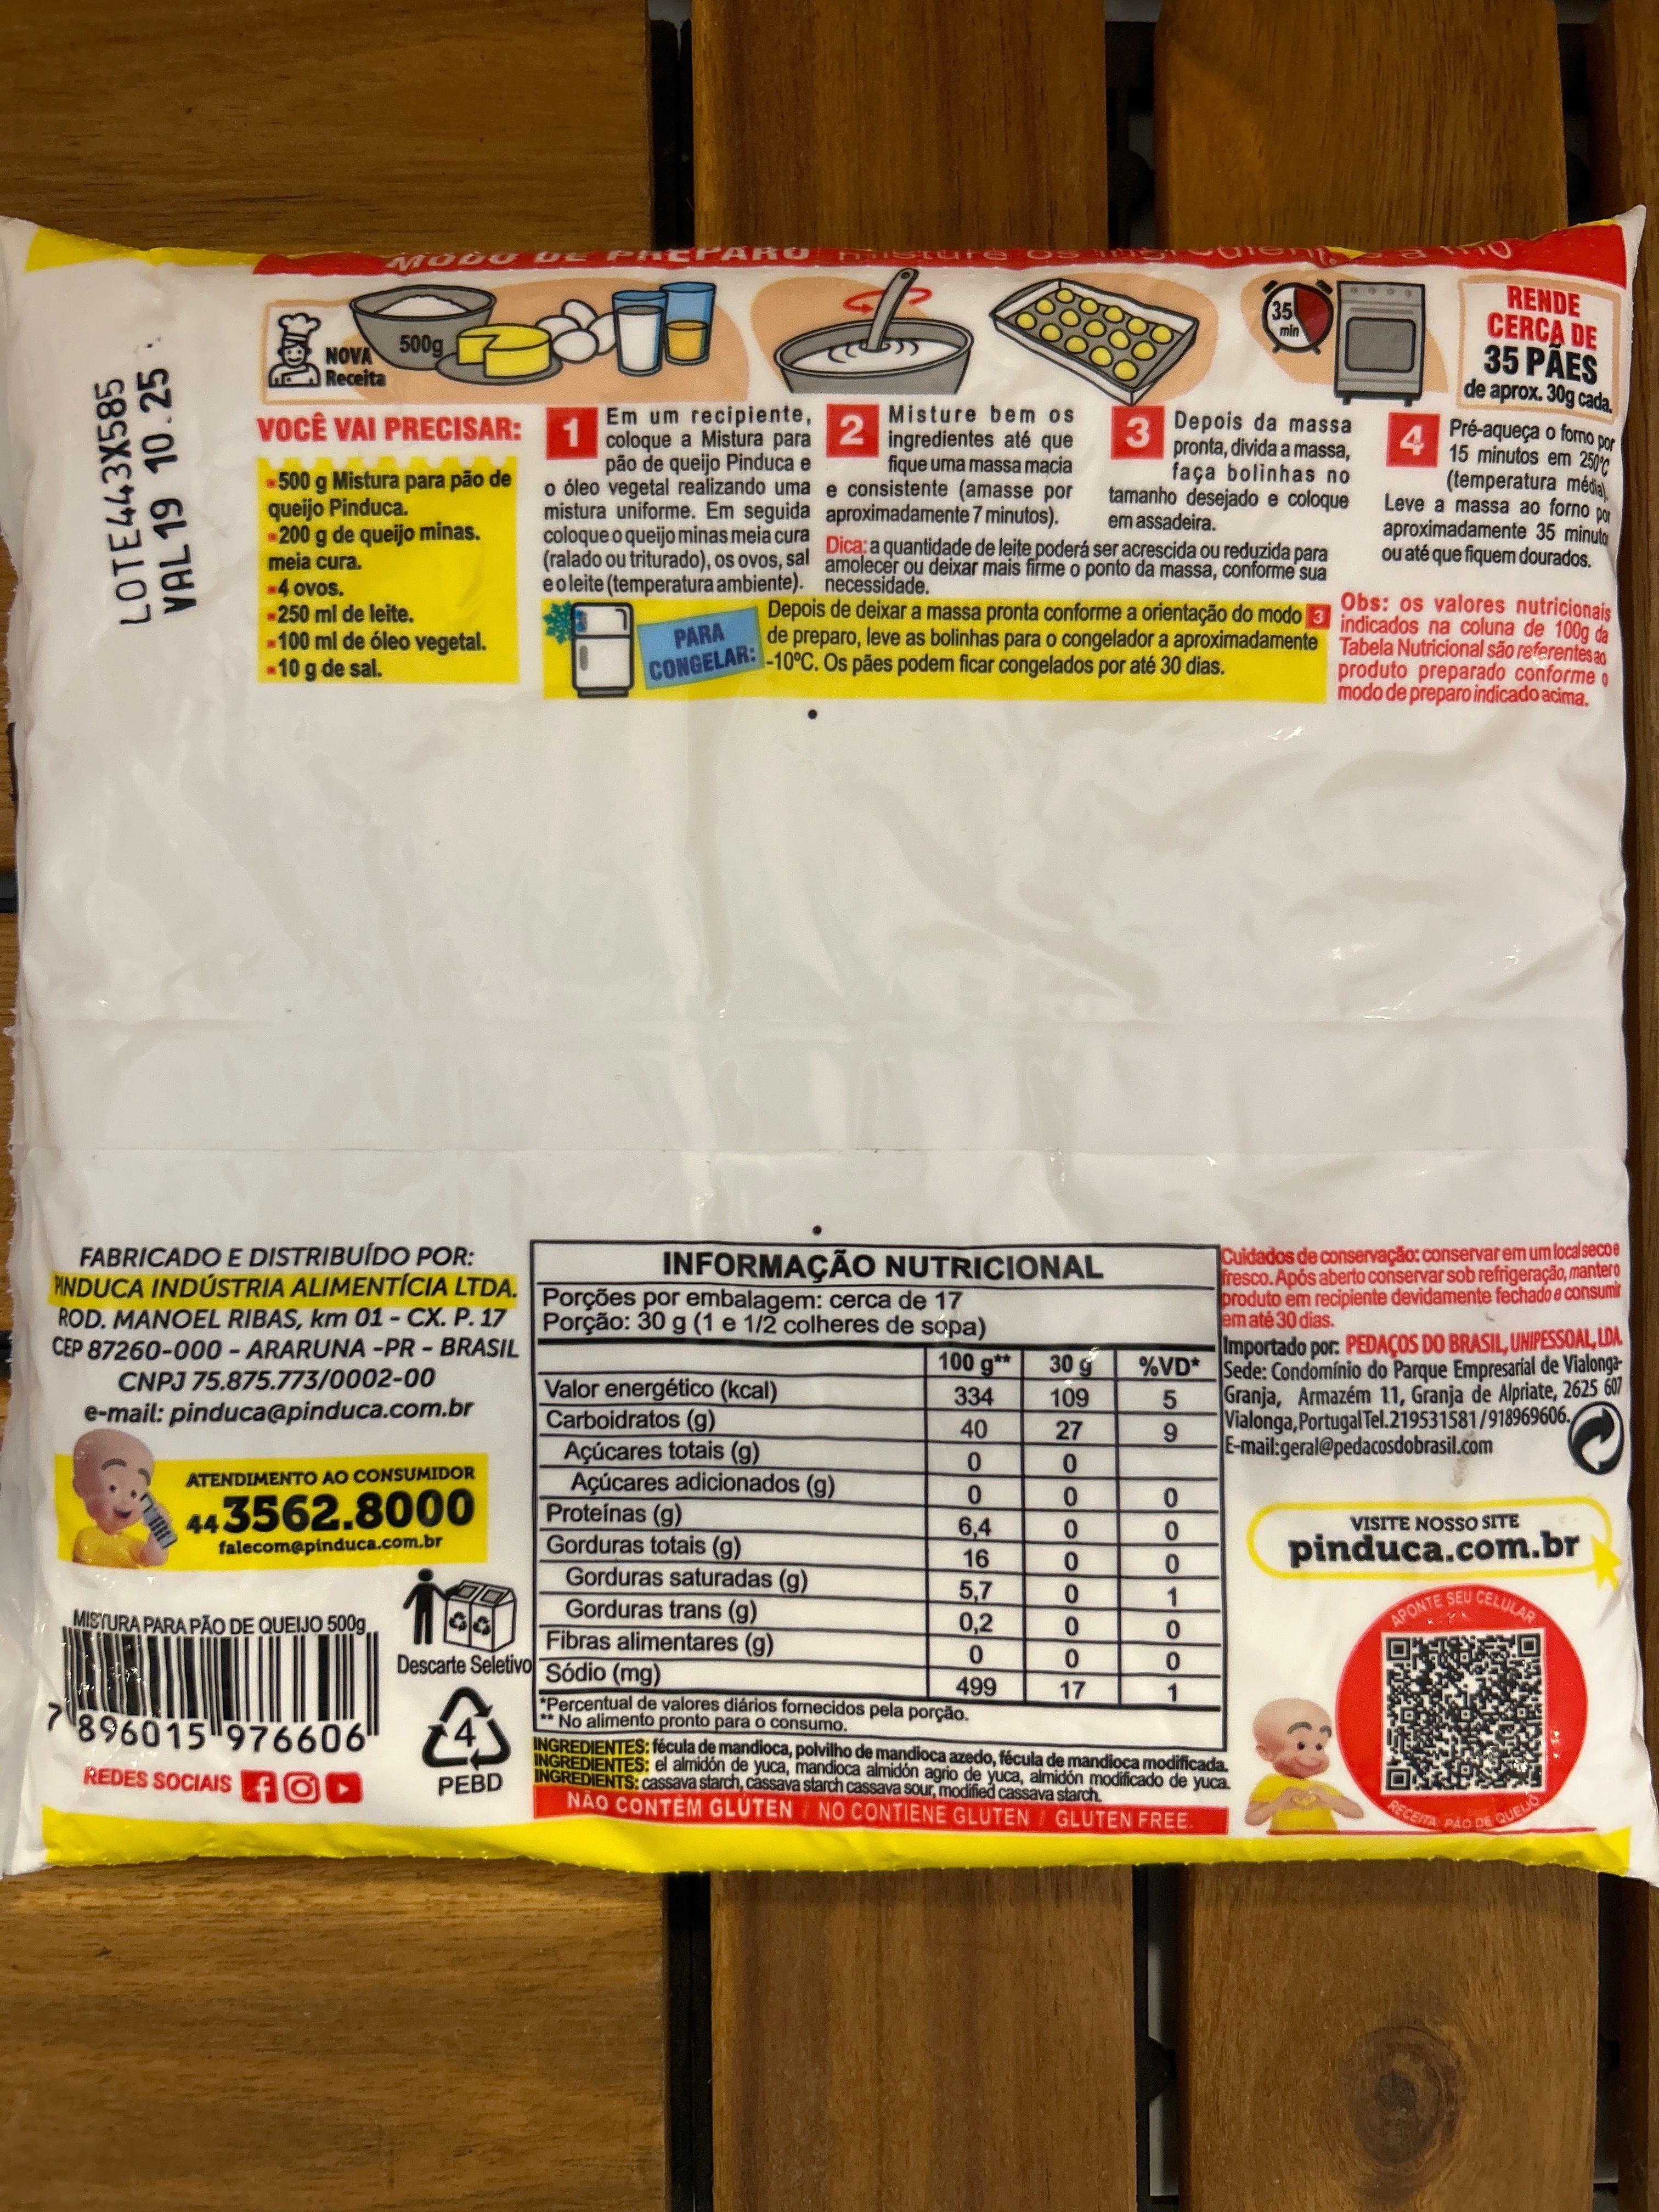 MODO DE PREPARO
LOTE443X585
VAL19 10.25
NOVA
Receita
500g
35
min
RENDE
CERCA DE
35 PÃES
de aprox. 30g cada.
VOCÊ VAI PRECISAR:
500 g Mistura para pão de
queijo Pinduca.
200 g de queijo minas.
meia cura.
4 ovos.
250 ml de leite.
100 ml de óleo vegetal.
10 g de sal.
1
Em um recipiente,
coloque a Mistura para
pão de queijo Pinduca e
o óleo vegetal realizando uma
mistura uniforme. Em seguida
coloque o queijo minas meia cura
(ralado ou triturado), os ovos, sal
e o leite (temperatura ambiente).
2
Misture bem os
ingredientes até que
fique uma massa macia
e consistente (amasse por
aproximadamente 7 minutos).
3
Depois da massa
pronta, divida a massa,
faça bolinhas no
tamanho desejado e coloque
em assadeira.
Dica: a quantidade de leite poderá ser acrescida ou reduzida para
amolecer ou deixar mais firme o ponto da massa, conforme sua
necessidade.
4
Pré-aqueça o forno por
15 minutos em 250ºC
(temperatura média).
Leve a massa ao forno por
aproximadamente 35 minuto
ou até que fiquem dourados.
PARA
CONGELAR:
Depois de deixar a massa pronta conforme a orientação do modo 3
de preparo, leve as bolinhas para o congelador a aproximadamente
-10ºC. Os pães podem ficar congelados por até 30 dias.
Obs: os valores nutricionais
indicados na coluna de 100g da
Tabela Nutricional são referentes ao
produto preparado conforme o
modo de preparo indicado acima.
FABRICADO E DISTRIBUÍDO POR:
PINDUCA INDÚSTRIA ALIMENTÍCIA LTDA.
ROD. MANOEL RIBAS, km 01 - CX. P. 17
CEP 87260-000 - ARARUNA -PR - BRASIL
CNPJ 75.875.773/0002-00
e-mail: pinduca@pinduca.com.br
ATENDIMENTO AO CONSUMIDOR
44 3562.8000
falecom@pinduca.com.br
MISTURA PARA PÃO DE QUEIJO 500g
7 896015 976606
Descarte Seletivo
4
PEBD
REDES SOCIAIS
INFORMAÇÃO NUTRICIONAL
Porções por embalagem: cerca de 17
Porção: 30 g (1 e 1/2 colheres de sopa)
100 g** 30 g %VD*
Valor energético (kcal) 334 109 5
Carboidratos (g) 40 27 9
Açúcares totais (g) 0 0
Açúcares adicionados (g) 0 0 0
Proteínas (g) 6,4 0 0
Gorduras totais (g) 16 0 0
Gorduras saturadas (g) 5,7 0 1
Gorduras trans (g) 0,2 0 0
Fibras alimentares (g) 0 0 0
Sódio (mg) 499 17 1
*Percentual de valores diários fornecidos pela porção.
** No alimento pronto para o consumo.
INGREDIENTES: fécula de mandioca, polvilho de mandioca azedo, fécula de mandioca modificada.
INGREDIENTES: el almidón de yuca, mandioca almidón agrio de yuca, almidón modificado de yuca.
INGREDIENTS: cassava starch, cassava starch cassava sour, modified cassava starch.
NÃO CONTÉM GLÚTEN / NO CONTIENE GLUTEN / GLUTEN FREE.
Cuidados de conservação: conservar em um local seco e
fresco. Após aberto conservar sob refrigeração, manter o
produto em recipiente devidamente fechado e consumir
em até 30 dias.
Importado por: PEDAÇOS DO BRASIL, UNIPESSOAL, LDA
Sede: Condomínio do Parque Empresarial de Vialonga-
Granja, Armazém 11, Granja de Alpriate, 2625 607
Vialonga, Portugal Tel. 219531581 / 918969606.
E-mail:geral@pedacosdobrasil.com
VISITE NOSSO SITE
pinduca.com.br
APONTE SEU CELULAR
RECEITA: PÃO DE QUEIJO